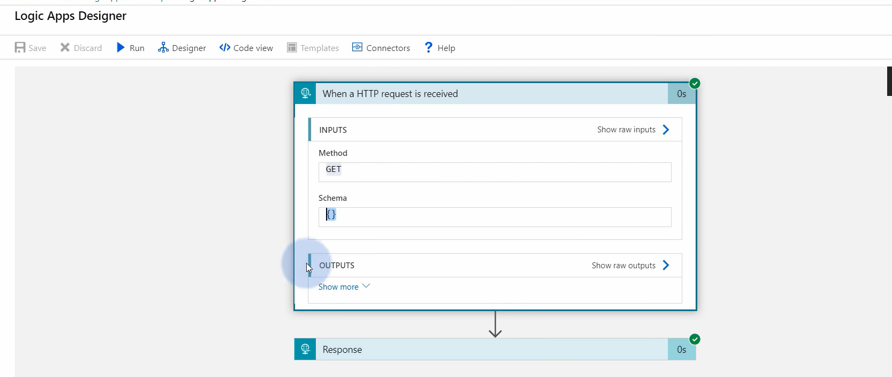 Logic Apps Designer
Save Discard Run Designer </> Code view Templates Connectors ? Help
When a HTTP request is received 0s
INPUTS Show raw inputs
Method
GET
Schema
{}
OUTPUTS Show raw outputs
Show more
Response 0s